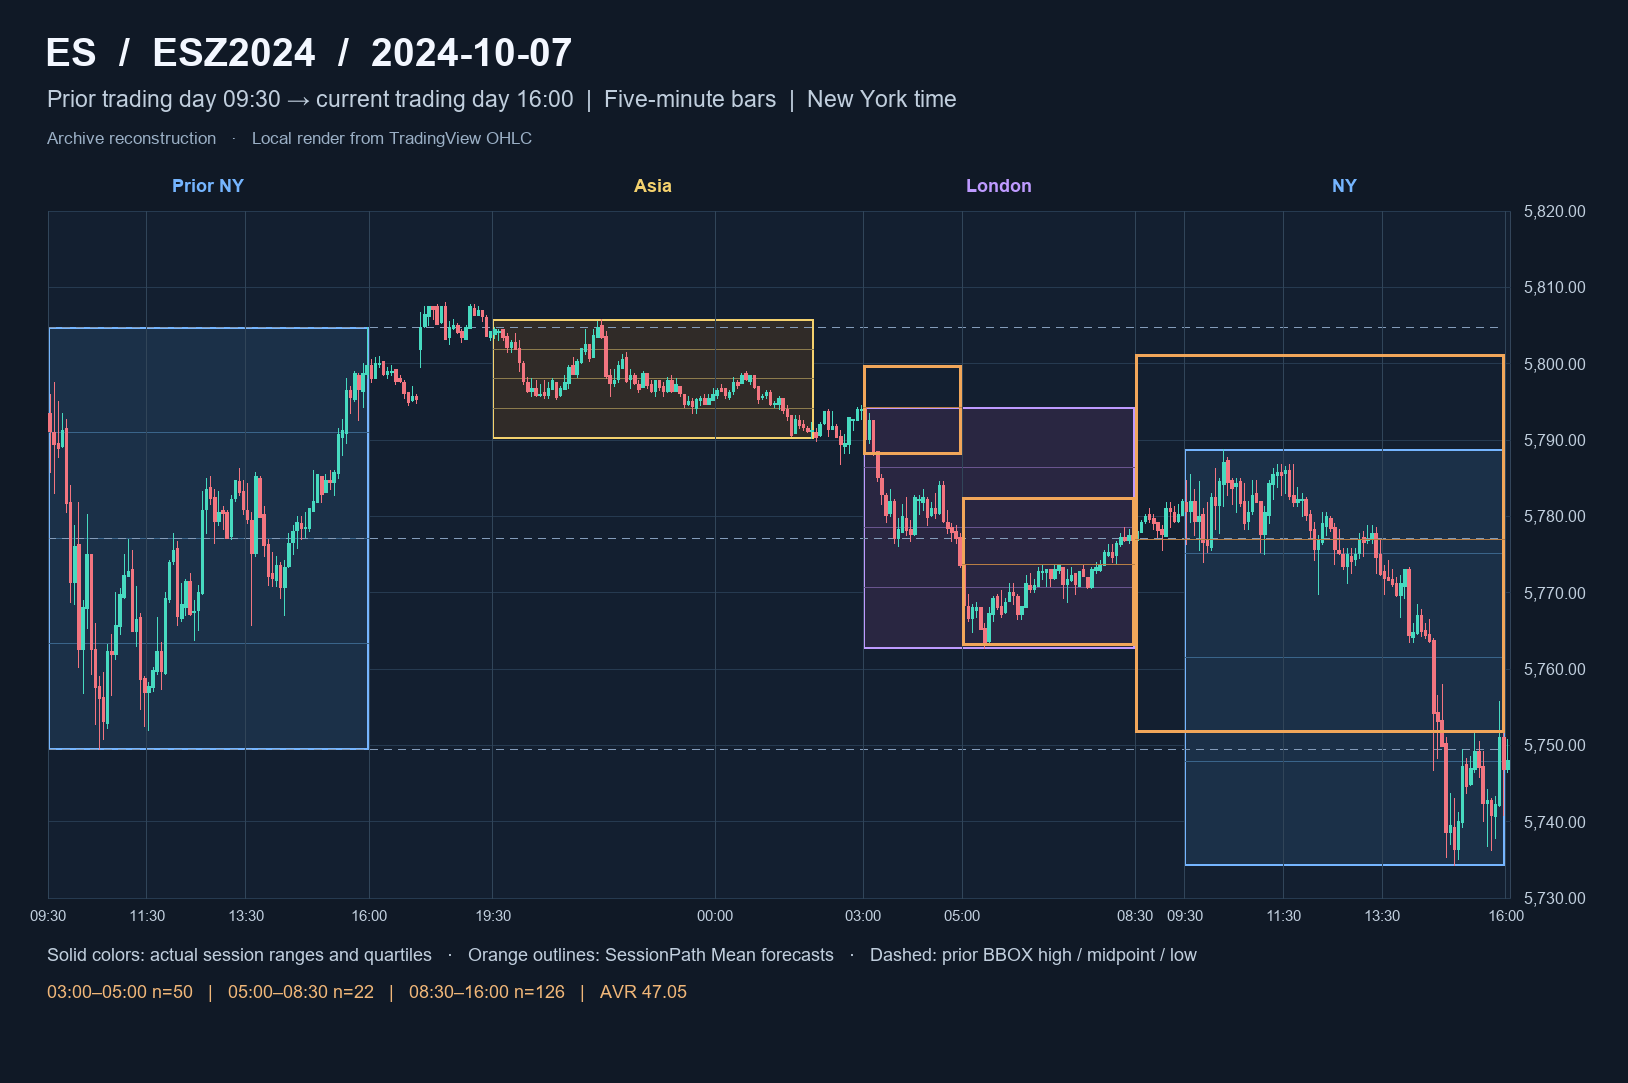 ES / ESZ2024 / 2024-10-07
Prior trading day 09:30 → current trading day 16:00 | Five-minute bars | New York time
Archive reconstruction · Local render from TradingView OHLC
Prior NY Asia London NY
5,820.00
5,810.00
5,800.00
5,790.00
5,780.00
5,770.00
5,760.00
5,750.00
5,740.00
5,730.00
09:30 11:30 13:30 16:00 19:30 00:00 03:00 05:00 08:30 09:30 11:30 13:30 16:00
Solid colors: actual session ranges and quartiles · Orange outlines: SessionPath Mean forecasts · Dashed: prior BBOX high / midpoint / low
03:00–05:00 n=50 | 05:00–08:30 n=22 | 08:30–16:00 n=126 | AVR 47.05